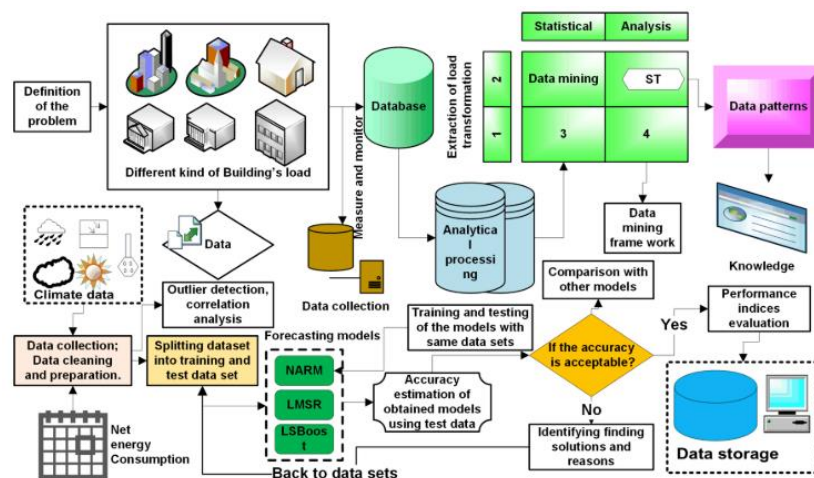 Statistical
Analysis
Definition
of the
problem
Database
Extraction of load
transformation
2
Data mining
ST
Data patterns
1
3
4
Different kind of Building's load
Measure and monitor
Data
Analytica
l
processi
ng
Data
mining
frame work
Knowledge
Climate data
Data collection
Outlier detection,
correlation
analysis
Comparison with
other models
Performance
indices
evaluation
Training and testing
of the models with
same data sets
Yes
Forecasting models
Data collection;
Data cleaning
and preparation.
Splitting dataset
into training and
test data set
If the accuracy
is acceptable?
NARM
LMSR
LSBoos
t
Accuracy
estimation of
obtained models
using test data
No
Net
energy
Consumption
Identifying finding
solutions and
reasons
Data storage
Back to data sets